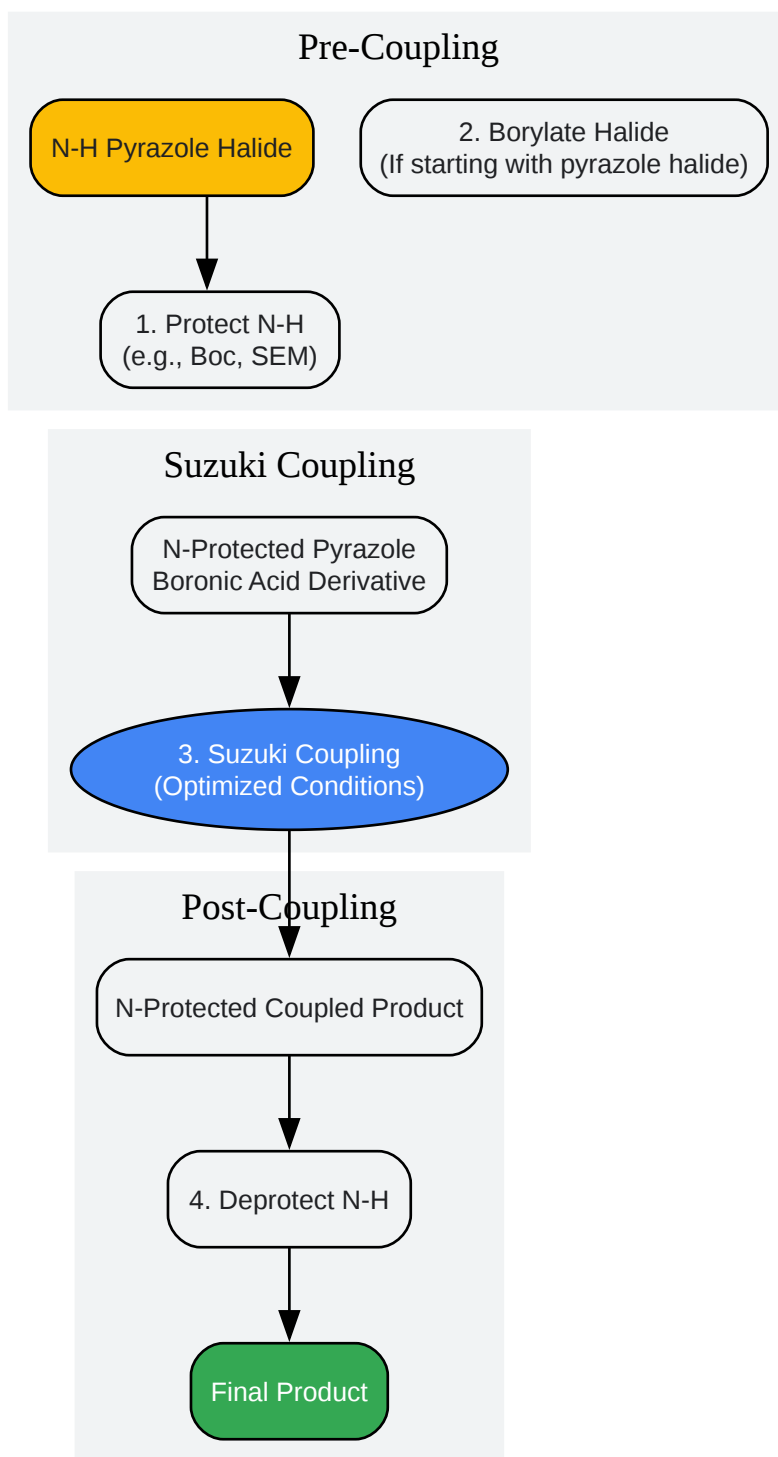 Pre-Coupling
N-H Pyrazole Halide
2. Borylate Halide
(If starting with pyrazole halide)
1. Protect N-H
(e.g., Boc, SEM)
Suzuki Coupling
N-Protected Pyrazole
Boronic Acid Derivative
3. Suzuki Coupling
(Optimized Conditions)
Post-Coupling
N-Protected Coupled Product
4. Deprotect N-H
Final Product